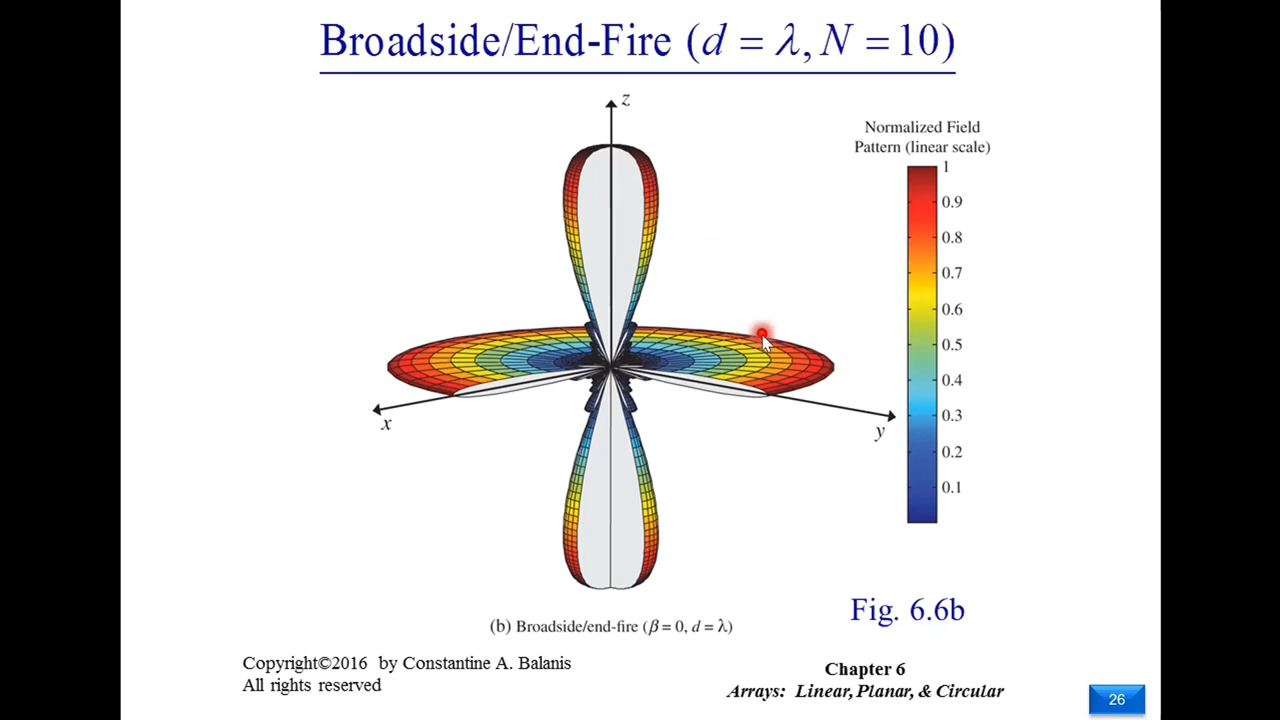 Broadside/End-Fire (d = λ, N = 10)
z
Normalized Field
Pattern (linear scale)
1
0.9
0.8
0.7
0.6
0.5
0.4
0.3
0.2
0.1
x
y
Fig. 6.6b
(b) Broadside/end-fire (β = 0, d = λ)
Copyright©2016 by Constantine A. Balanis
All rights reserved
Chapter 6
Arrays: Linear, Planar, & Circular
26